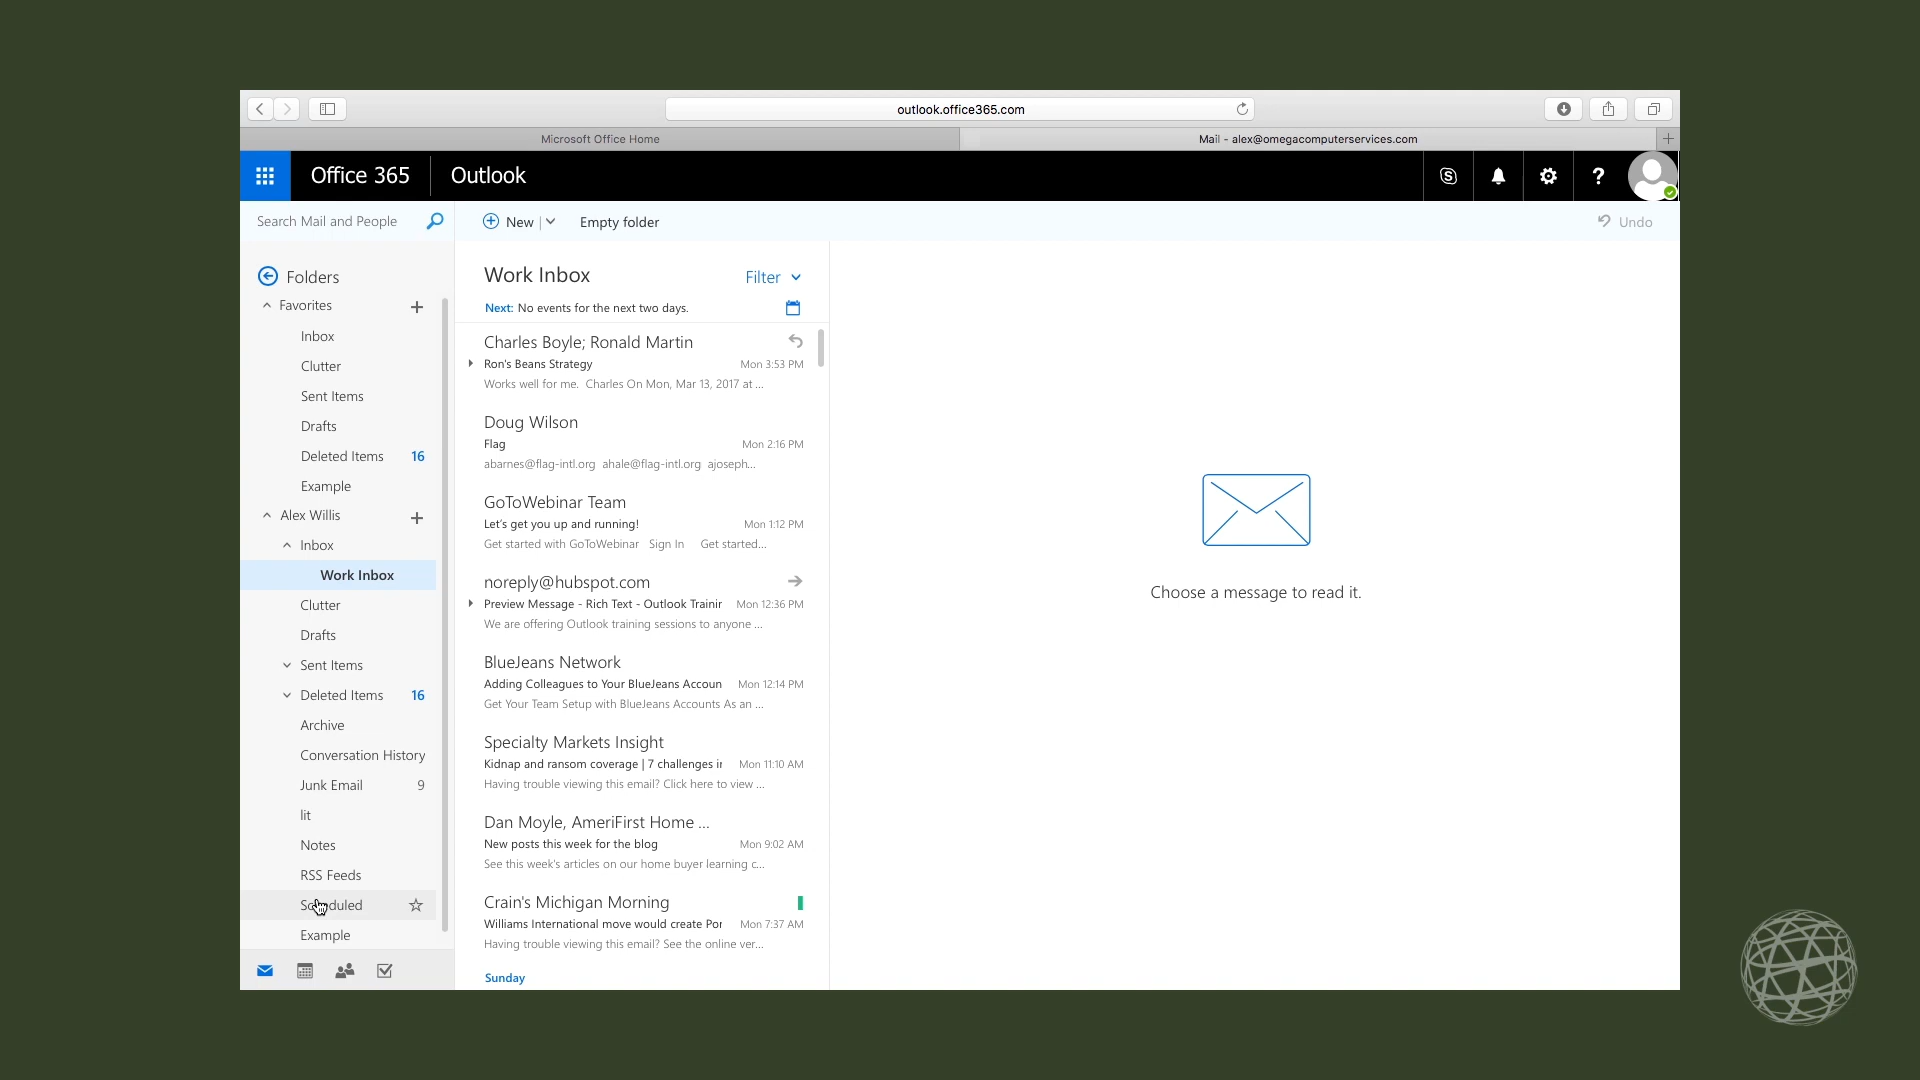 outlook.office365.com
Microsoft Office Home
Mail - alex@omegacomputerservices.com
Office 365
Outlook
Search Mail and People
New
Empty folder
Undo
Folders
Favorites
Inbox
Clutter
Sent Items
Drafts
Deleted Items 16
Example
Alex Willis
Inbox
Work Inbox
Clutter
Drafts
Sent Items
Deleted Items 16
Archive
Conversation History
Junk Email 9
lit
Notes
RSS Feeds
Scheduled
Example
Work Inbox
Filter
Next: No events for the next two days.
Charles Boyle; Ronald Martin
Ron's Beans Strategy Mon 3:53 PM
Works well for me. Charles On Mon, Mar 13, 2017 at ...
Doug Wilson
Flag Mon 2:16 PM
abarnes@flag-intl.org ahale@flag-intl.org ajoseph...
GoToWebinar Team
Let's get you up and running! Mon 1:12 PM
Get started with GoToWebinar Sign In Get started...
noreply@hubspot.com
Preview Message - Rich Text - Outlook Trainir Mon 12:36 PM
We are offering Outlook training sessions to anyone ...
BlueJeans Network
Adding Colleagues to Your BlueJeans Accoun Mon 12:14 PM
Get Your Team Setup with BlueJeans Accounts As an ...
Specialty Markets Insight
Kidnap and ransom coverage | 7 challenges ir Mon 11:10 AM
Having trouble viewing this email? Click here to view ...
Dan Moyle, AmeriFirst Home ...
New posts this week for the blog Mon 9:02 AM
See this week's articles on our home buyer learning c...
Crain's Michigan Morning
Williams International move would create Por Mon 7:37 AM
Having trouble viewing this email? See the online ver...
Sunday
Choose a message to read it.